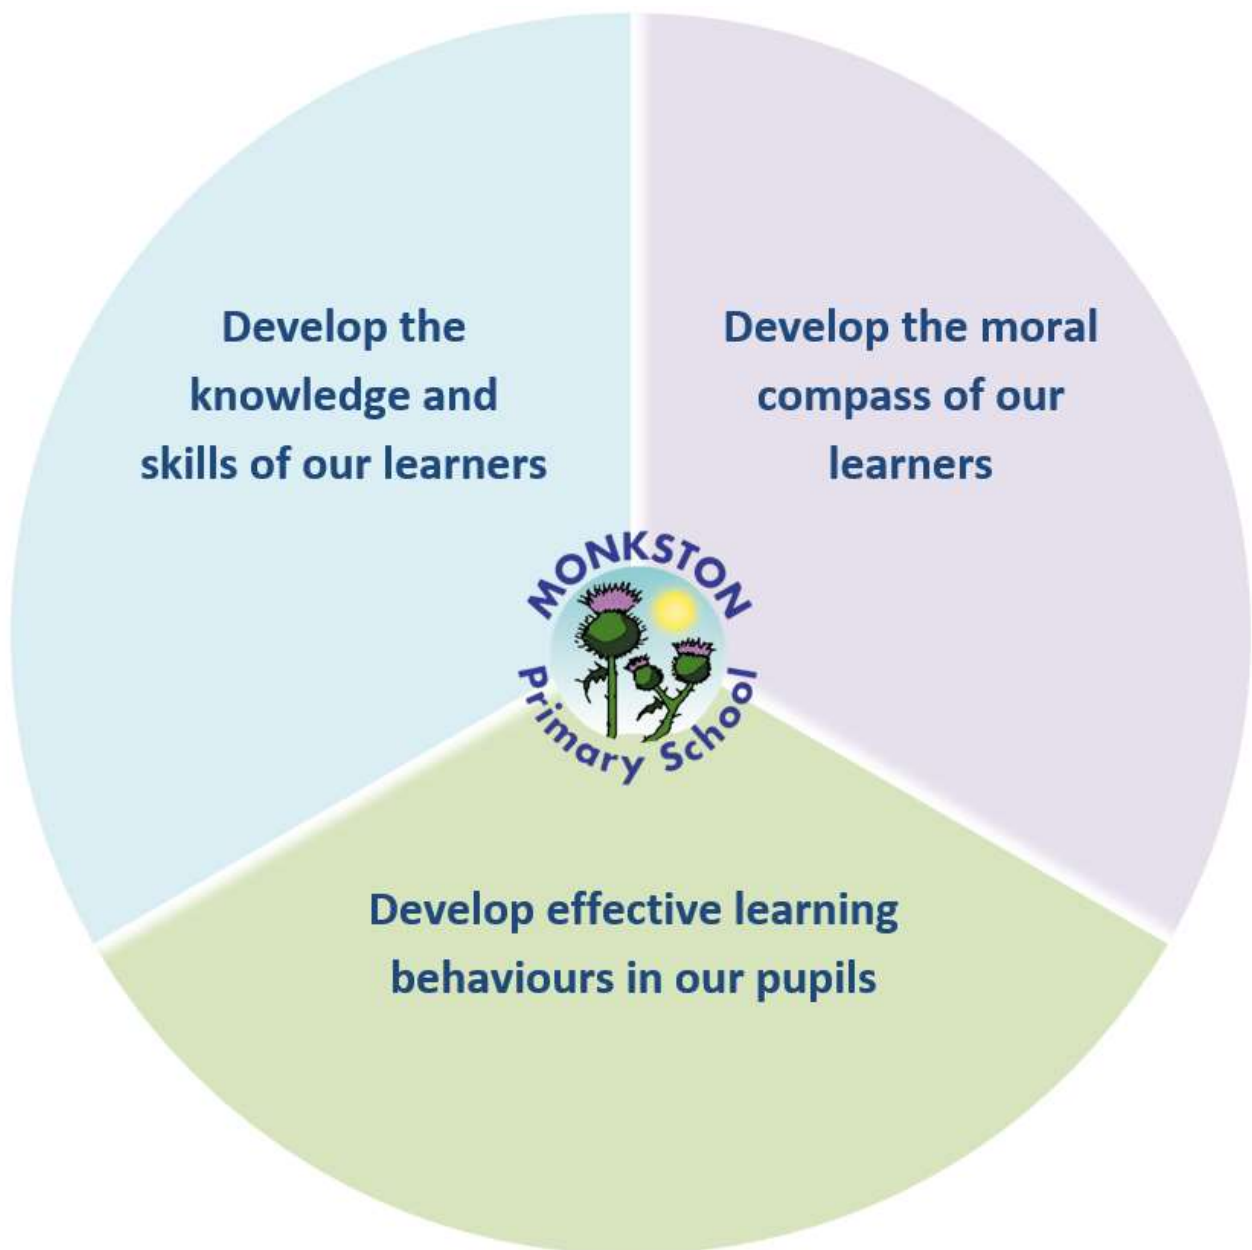 Develop the
knowledge and
skills of our learners
Develop the moral
compass of our
learners
MONKSTON
Primary School
Develop effective learning
behaviours in our pupils